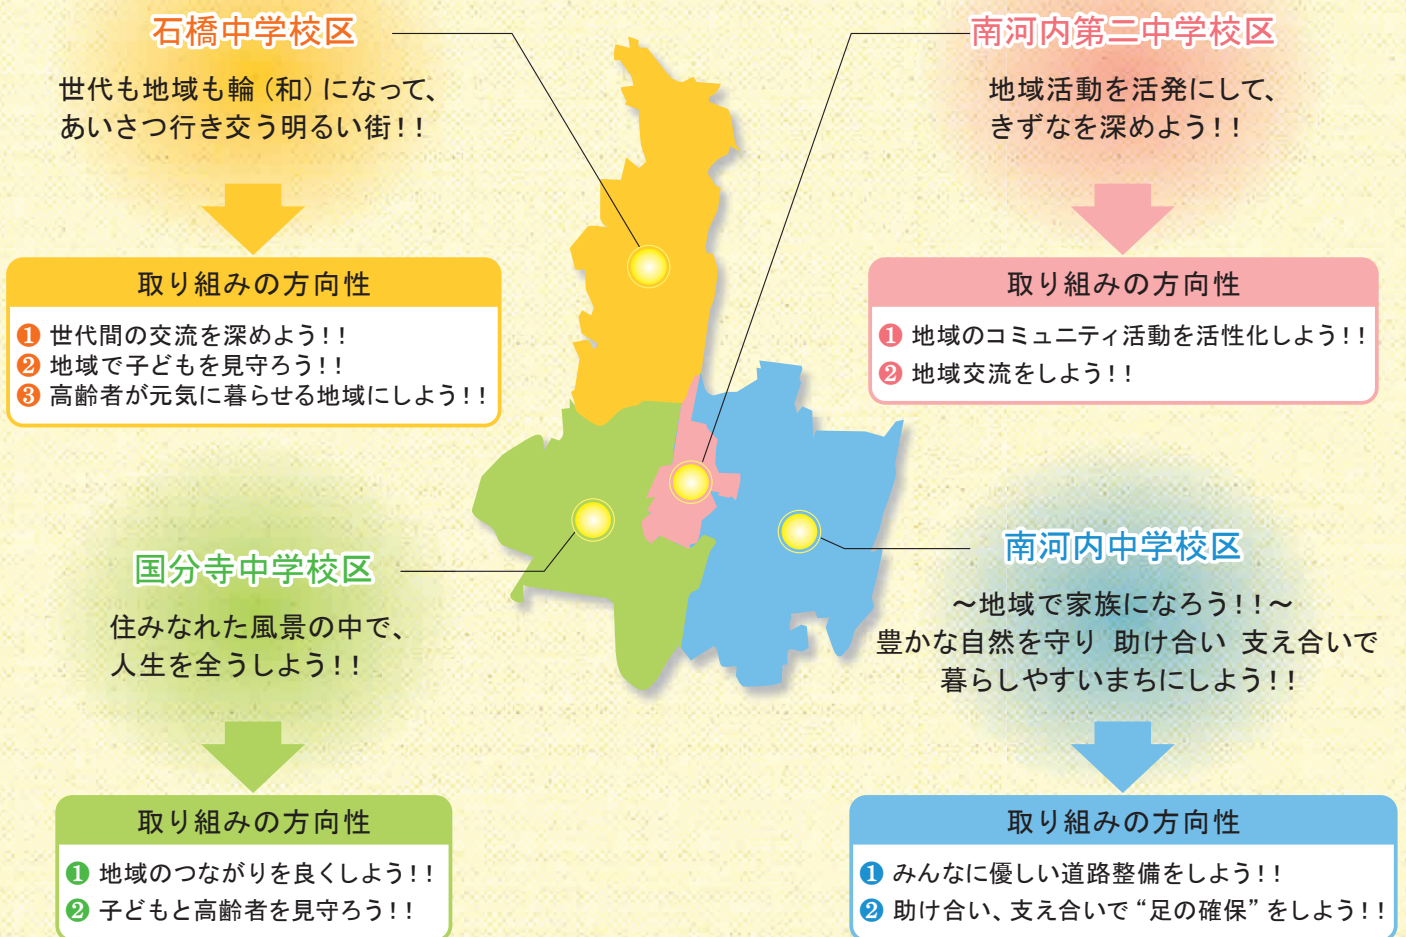 石橋中学校区
世代も地域も輪（和）になって、
あいさつ行き交う明るい街！！
取り組みの方向性
❶ 世代間の交流を深めよう！！
❷ 地域で子どもを見守ろう！！
❸ 高齢者が元気に暮らせる地域にしよう！！
南河内第二中学校区
地域活動を活発にして、
きずなを深めよう！！
取り組みの方向性
❶ 地域のコミュニティ活動を活性化しよう！！
❷ 地域交流をしよう！！
国分寺中学校区
住みなれた風景の中で、
人生を全うしよう！！
取り組みの方向性
❶ 地域のつながりを良くしよう！！
❷ 子どもと高齢者を見守ろう！！
南河内中学校区
～地域で家族になろう！！～
豊かな自然を守り 助け合い 支え合いで
暮らしやすいまちにしよう！！
取り組みの方向性
❶ みんなに優しい道路整備をしよう！！
❷ 助け合い、支え合いで“足の確保”をしよう！！